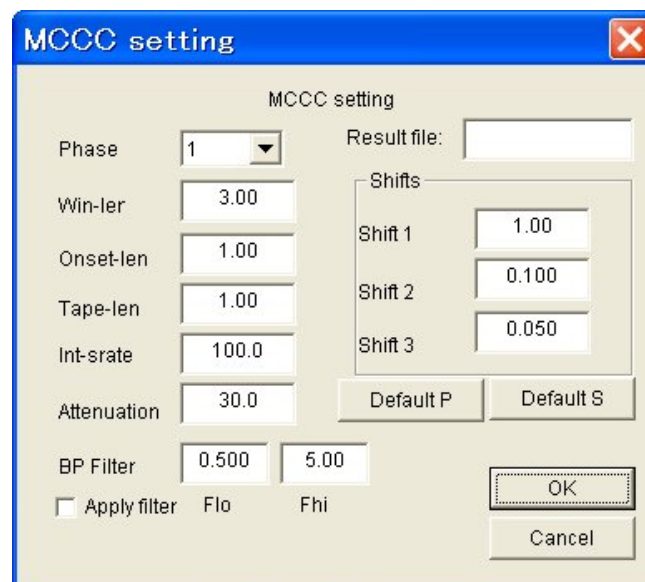 MCCC setting
MCCC setting
Phase 1
Result file:
Win-ler 3.00
Onset-len 1.00
Tape-len 1.00
Int-srate 100.0
Attenuation 30.0
Shifts
Shift 1 1.00
Shift 2 0.100
Shift 3 0.050
Default P Default S
BP Filter 0.500 5.00
Apply filter Flo Fhi
OK
Cancel